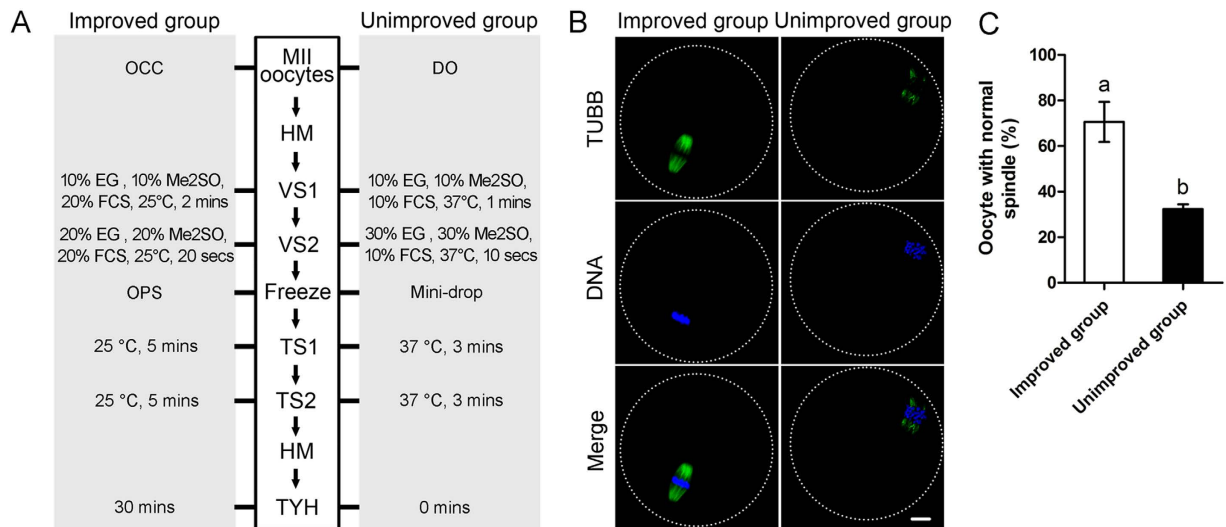 A
Improved group
Unimproved group
OCC
MII
oocytes
DO
HM
10% EG , 10% Me2SO,
20% FCS, 25°C, 2 mins
VS1
10% EG, 10% Me2SO,
10% FCS, 37°C, 1 mins
20% EG , 20% Me2SO,
20% FCS, 25°C, 20 secs
VS2
30% EG , 30% Me2SO,
10% FCS, 37°C, 10 secs
OPS
Freeze
Mini-drop
25 °C, 5 mins
TS1
37 °C, 3 mins
25 °C, 5 mins
TS2
37 °C, 3 mins
HM
30 mins
TYH
0 mins
B
Improved group
Unimproved group
TUBB
DNA
Merge
C
Oocyte with normal
spindle (%)
100
80
60
40
20
0
a
b
Improved group
Unimproved group